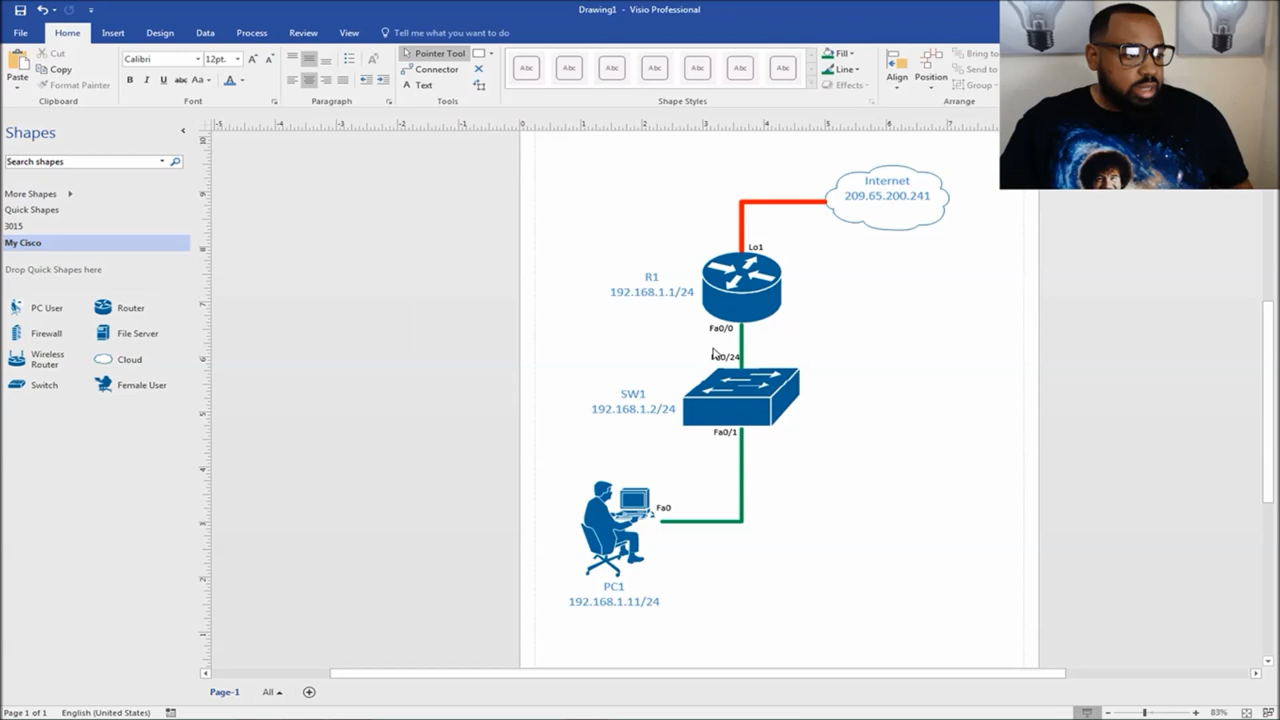 Drawing1 - Visio Professional
File
Home
Insert
Design
Data
Process
Review
View
Tell me what you want to do
Paste
Cut
Copy
Format Painter
Clipboard
Calibri
12pt.
Font
Paragraph
Pointer Tool
Connector
Text
Tools
Abc
Abc
Abc
Abc
Abc
Abc
Abc
Shape Styles
Fill
Line
Effects
Align
Position
Bring to
Send to
Group
Arrange
Shapes
Search shapes
More Shapes
Quick Shapes
3015
My Cisco
Drop Quick Shapes here
PC User
Router
Firewall
File Server
Wireless
Router
Cloud
Switch
Female User
Internet
209.65.200.241
Lo1
R1
192.168.1.1/24
Fa0/0
0/24
SW1
192.168.1.2/24
Fa0/1
Fa0
PC1
192.168.1.11/24
Page-1
All
Page 1 of 1
English (United States)
83%